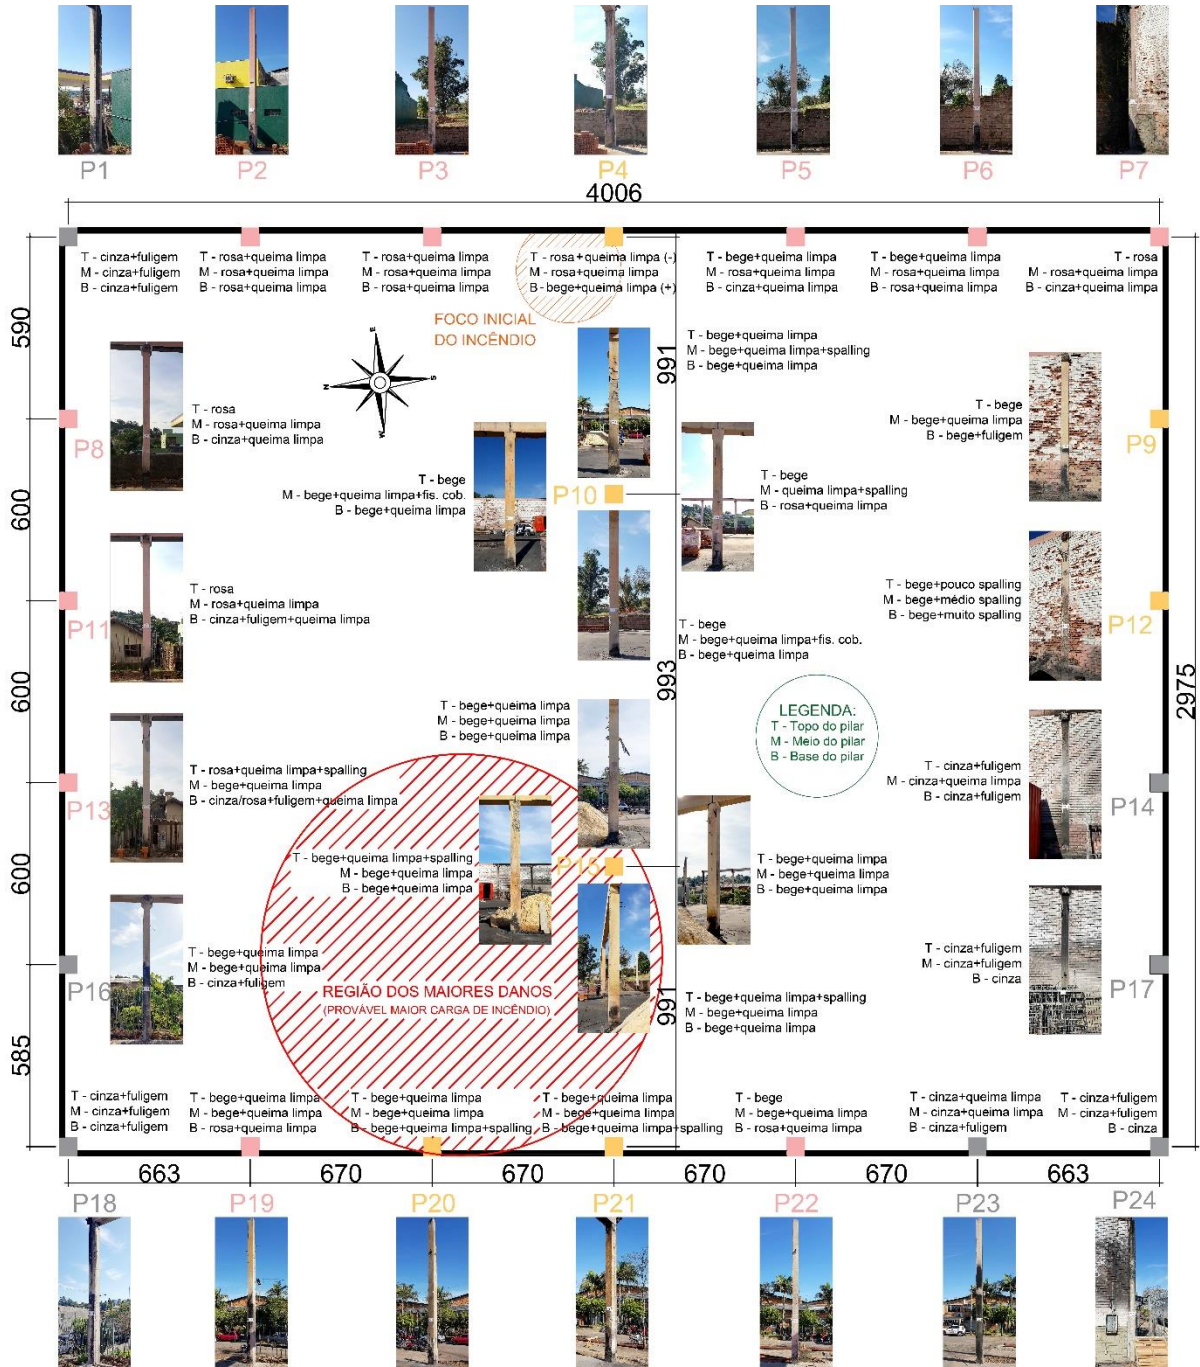 P1
P2
P3
P4
P5
P6
P7
4006
T - cinza+fuligem
M - cinza+fuligem
B - cinza+fuligem
T - rosa+queima limpa
M - rosa+queima limpa
B - rosa+queima limpa
T - rosa+queima limpa
M - rosa+queima limpa
B - rosa+queima limpa
T - rosa+queima limpa (-)
M - rosa+queima limpa
B - bege+queima limpa (+)
T - bege+queima limpa
M - rosa+queima limpa
B - cinza+queima limpa
T - bege+queima limpa
M - rosa+queima limpa
B - rosa+queima limpa
T - rosa
M - rosa+queima limpa
B - cinza+queima limpa
590
FOCO INICIAL
DO INCÊNDIO
E
S
N
W
991
T - bege+queima limpa
M - bege+queima limpa+spalling
B - bege+queima limpa
P8
T - rosa
M - rosa+queima limpa
B - cinza+queima limpa
T - bege
M - bege+queima limpa
B - bege+fuligem
P9
600
T - bege
M - bege+queima limpa+fis. cob.
B - bege+queima limpa
P10
T - bege
M - queima limpa+spalling
B - rosa+queima limpa
P11
T - rosa
M - rosa+queima limpa
B - cinza+fuligem+queima limpa
T - bege+pouco spalling
M - bege+médio spalling
B - bege+muito spalling
P12
T - bege
M - bege+queima limpa+fis. cob.
B - bege+queima limpa
600
993
2975
T - bege+queima limpa
M - bege+queima limpa
B - bege+queima limpa
LEGENDA:
T - Topo do pilar
M - Meio do pilar
B - Base do pilar
P13
T - rosa+queima limpa+spalling
M - bege+queima limpa
B - cinza/rosa+fuligem+queima limpa
T - cinza+fuligem
M - cinza+queima limpa
B - cinza+fuligem
P14
600
T - bege+queima limpa+spalling
M - bege+queima limpa
B - bege+queima limpa
P15
T - bege+queima limpa
M - bege+queima limpa
B - bege+queima limpa
P16
T - bege+queima limpa
M - bege+queima limpa
B - cinza+fuligem
REGIÃO DOS MAIORES DANOS
(PROVÁVEL MAIOR CARGA DE INCÊNDIO)
991
T - bege+queima limpa+spalling
M - bege+queima limpa
B - bege+queima limpa
T - cinza+fuligem
M - cinza+fuligem
B - cinza
P17
585
T - cinza+fuligem
M - cinza+fuligem
B - cinza+fuligem
T - bege+queima limpa
M - bege+queima limpa
B - rosa+queima limpa
T - bege+queima limpa
M - bege+queima limpa
B - bege+queima limpa+spalling
T - bege+queima limpa
M - bege+queima limpa
B - bege+queima limpa+spalling
T - bege
M - bege+queima limpa
B - rosa+queima limpa
T - cinza+queima limpa
M - cinza+queima limpa
B - cinza+fuligem
T - cinza+fuligem
M - cinza+fuligem
B - cinza
663
670
670
670
670
663
P18
P19
P20
P21
P22
P23
P24